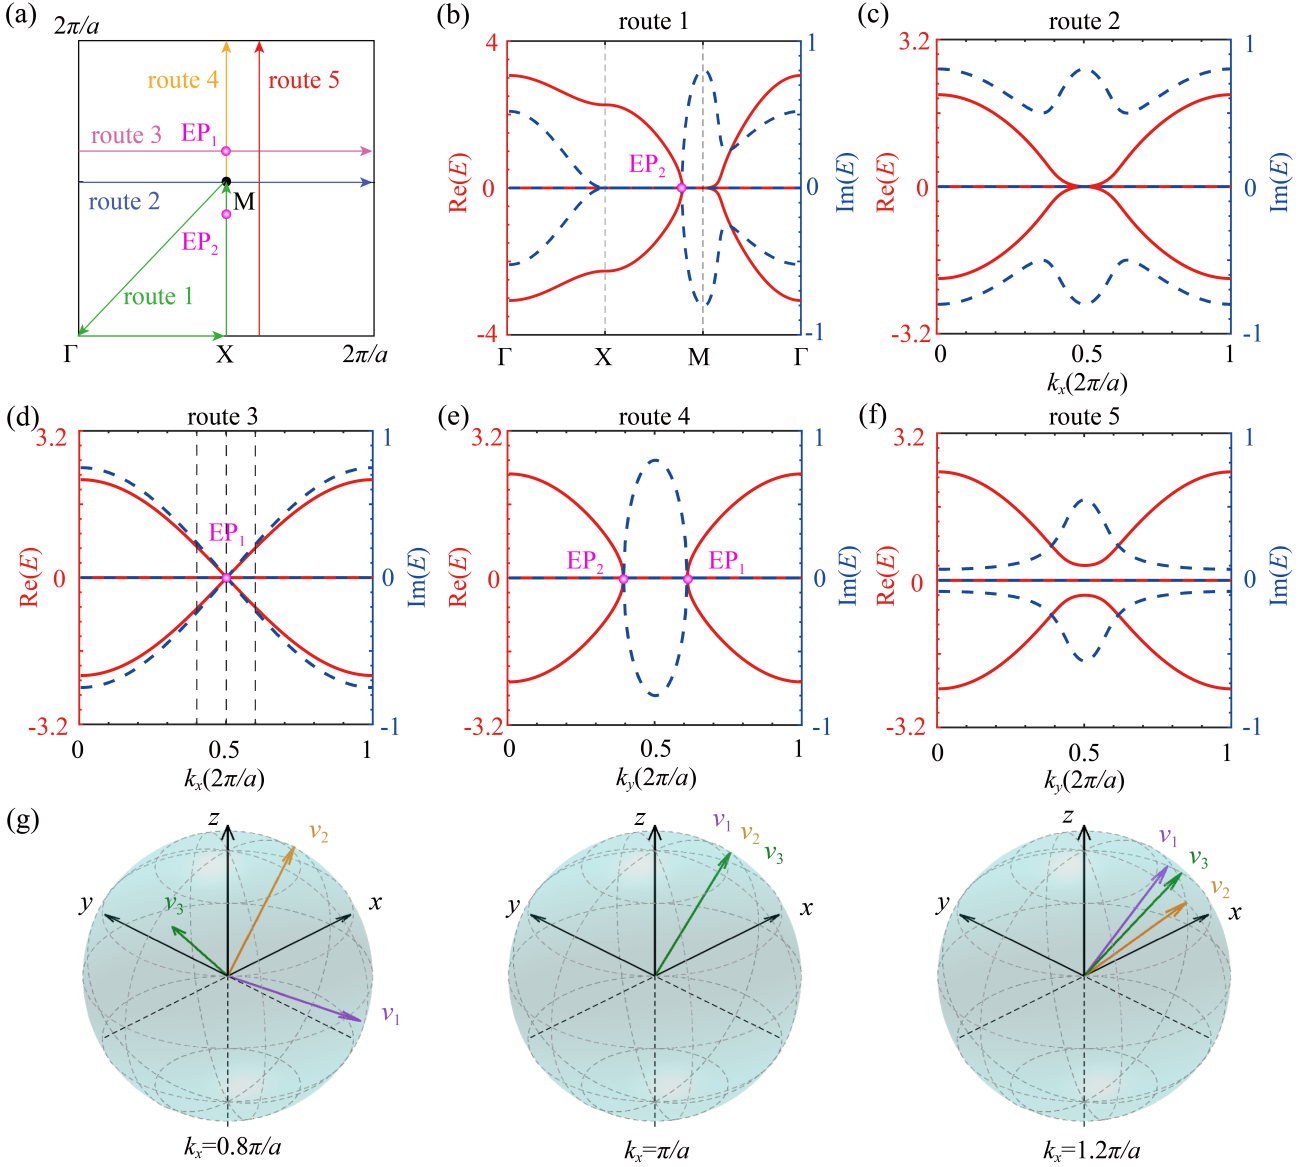 (a)
2π/a
route 4
route 5
route 3
EP1
route 2
M
EP2
route 1
Γ
X
2π/a
(b)
route 1
4
0
-4
Re(E)
EP2
1
0
-1
Im(E)
Γ
X
M
Γ
(c)
route 2
3.2
0
-3.2
Re(E)
1
0
-1
Im(E)
0
0.5
1
kx(2π/a)
(d)
route 3
3.2
0
-3.2
Re(E)
EP1
1
0
-1
Im(E)
0
0.5
1
kx(2π/a)
(e)
route 4
3.2
0
-3.2
Re(E)
EP2
EP1
1
0
-1
Im(E)
0
0.5
1
ky(2π/a)
(f)
route 5
3.2
0
-3.2
Re(E)
1
0
-1
Im(E)
0
0.5
1
ky(2π/a)
(g)
z
v2
y
v3
x
v1
kx=0.8π/a
z
v1
v2
v3
y
x
kx=π/a
z
v1
v3
v2
y
x
kx=1.2π/a